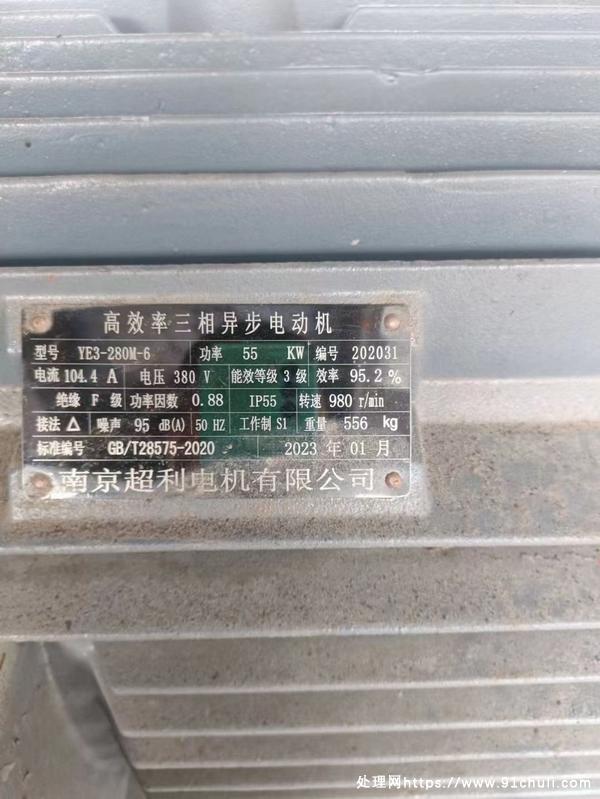 高效率三相异步电动机
型号 YE3-280M-6 功率 55 KW 编号 202031
电流 104.4 A 电压 380 V 能效等级 3 级 效率 95.2 %
绝缘 F 级 功率因数 0.88 IP55 转速 980 r/min
接法 △ 噪声 95 dB(A) 50 HZ 工作制 S1 重量 556 kg
标准编号 GB/T28575-2020 2023 年 01 月
南京超利电机有限公司
处理网https://www.91chuli.com/